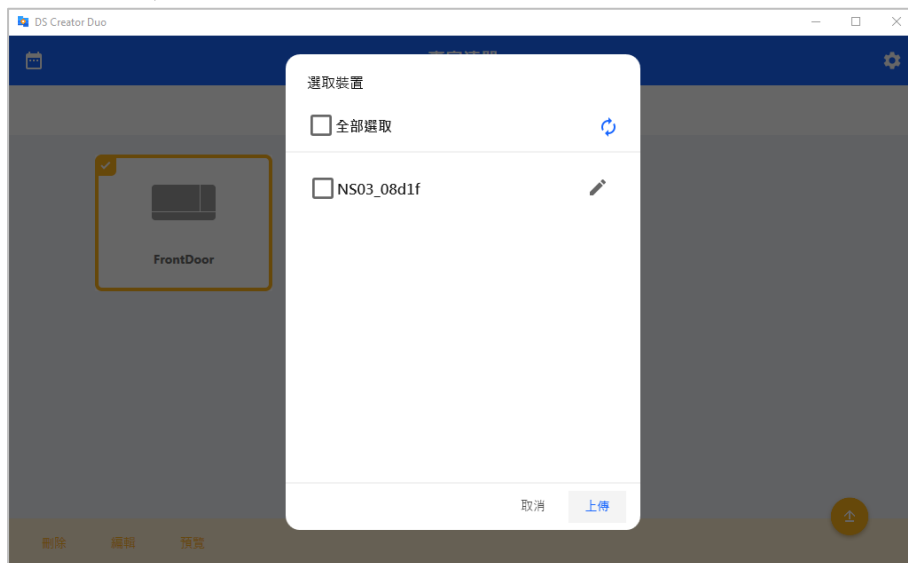 DS Creator Duo
選取裝置
全部選取
NS03_08d1f
FrontDoor
取消
上傳
刪除
編輯
預覽